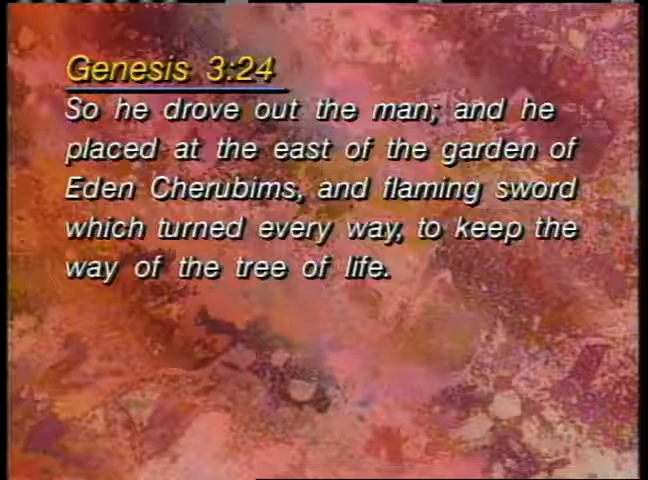 Genesis 3:24
So he drove out the man; and he
placed at the east of the garden of
Eden Cherubims, and flaming sword
which turned every way, to keep the
way of the tree of life.